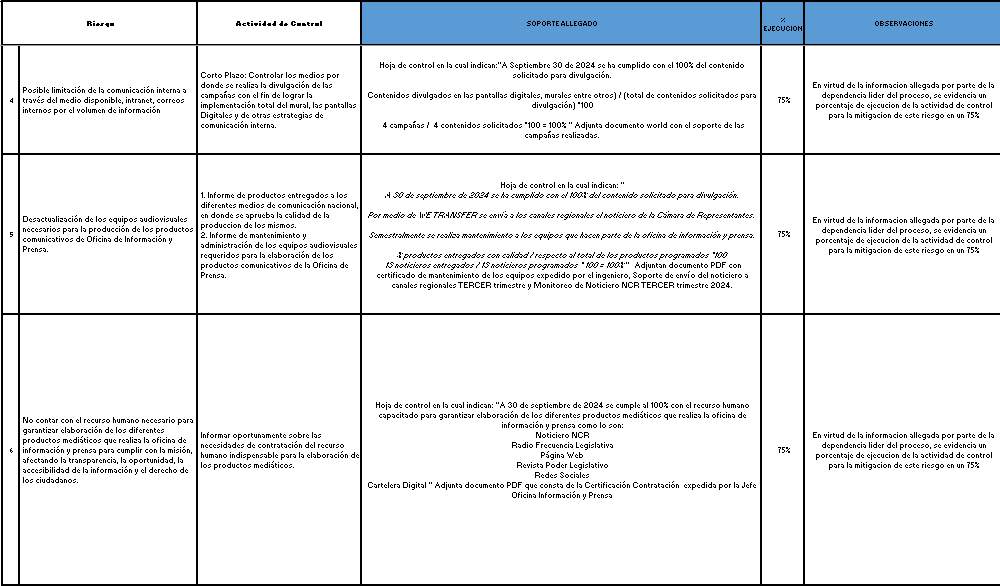 Riesgo
Actividad de Control
SOPORTE ALLEGADO
% EJECUCION
OBSERVACIONES
4
Posible limitación de la comunicación interna a
través del medio disponible, intranet, correos
internos por el volumen de información
Corto Plazo: Controlar los medios por
donde se realiza la divulgación de las
campañas con el fin de lograr la
implementación total del mural, las pantallas
Digitales y de otras estrategias de
comunicación interna.
Hoja de control en la cual indican:"A Septiembre 30 de 2024 se ha cumplido con el 100% del contenido
solicitado para divulgación.
Contenidos divulgados en las pantallas digitales, murales entre otros) / (total de contenidos solicitados para
divulgación) *100
4 campañas / 4 contenidos solicitados *100 = 100% " Adjunta documento world con el soporte de las
campañas realizadas.
75%
En virtud de la informacion allegada por parte de la
dependencia lider del proceso, se evidencia un
porcentaje de ejecucion de la actividad de control
para la mitigacion de este riesgo en un 75%
5
Desactualización de los equipos audiovisuales
necesarios para la producción de los productos
comunicativos de Oficina de Información y
Prensa.
1. Informe de productos entregados a los
diferentes medios de comunicación nacional,
en donde se aprueba la calidad de la
produccion de los mismos.
2. Informe de mantenimiento y
administración de los equipos audiovisuales
requeridos para la elaboración de los
productos comunicativos de la Oficina de
Prensa.
Hoja de control en la cual indican: "
A 30 de septiembre de 2024 se ha cumplido con el 100% del contenido solicitado para divulgación.
Por medio de WE TRANSFER se envía a los canales regionales el noticiero de la Cámara de Representantes.
Semestralmente se realiza mantenimiento a los equipos que hacen parte de la oficina de información y prensa.
% productos entregados con calidad / respecto al total de los productos programados *100
13 noticieros entregados / 13 noticieros programados * 100 = 100%" Adjuntan documento PDF con
certificado de mantenimiento de los equipos expedido por el ingeniero, Soporte de envío del noticiero a
canales regionales TERCER trimestre y Monitoreo de Noticiero NCR TERCER trimestre 2024.
75%
En virtud de la informacion allegada por parte de la
dependencia lider del proceso, se evidencia un
porcentaje de ejecucion de la actividad de control
para la mitigacion de este riesgo en un 75%
6
No contar con el recurso humano necesario para
garantizar elaboración de los diferentes
productos mediáticos que realiza la oficina de
información y prensa para cumplir con la misión,
afectando la transparencia, la oportunidad, la
accesibilidad de la información y el derecho de
los ciudadanos.
Informar oportunamente sobre las
necesidades de contratación del recurso
humano indispensable para la elaboración de
los productos mediáticos.
Hoja de control en la cual indican: "A 30 de septiembre de 2024 se cumple al 100% con el recurso humano
capacitado para garantizar elaboración de los diferentes productos mediáticos que realiza la oficina de
información y prensa como lo son:
Noticiero NCR
Radio Frecuencia Legislativa
Página Web
Revista Poder Legislativo
Redes Sociales
Cartelera Digital " Adjunta documento PDF que consta de la Certificación Contratación expedida por la Jefe
Oficina Información y Prensa
75%
En virtud de la informacion allegada por parte de la
dependencia lider del proceso, se evidencia un
porcentaje de ejecucion de la actividad de control
para la mitigacion de este riesgo en un 75%